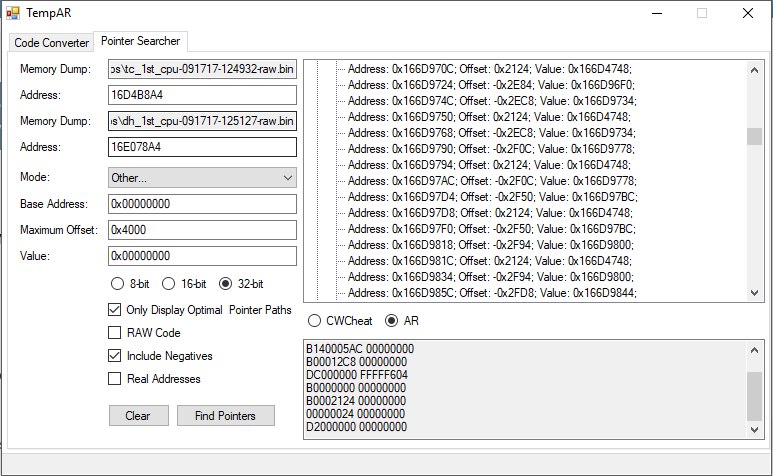 TempAR
Code Converter
Pointer Searcher
Memory Dump:
os\tc_1st_cpu-091717-124932-raw.bin
Address:
16D4B8A4
Memory Dump:
os\dh_1st_cpu-091717-125127-raw.bin
Address:
16E078A4
Mode:
Other...
Base Address:
0x00000000
Maximum Offset:
0x4000
Value:
0x00000000
8-bit
16-bit
32-bit
Only Display Optimal Pointer Paths
RAW Code
Include Negatives
Real Addresses
Clear
Find Pointers
Address: 0x166D970C; Offset: 0x2124; Value: 0x166D4748;
Address: 0x166D9724; Offset: -0x2E84; Value: 0x166D96F0;
Address: 0x166D974C; Offset: -0x2EC8; Value: 0x166D9734;
Address: 0x166D9750; Offset: 0x2124; Value: 0x166D4748;
Address: 0x166D9768; Offset: -0x2EC8; Value: 0x166D9734;
Address: 0x166D9790; Offset: -0x2F0C; Value: 0x166D9778;
Address: 0x166D9794; Offset: 0x2124; Value: 0x166D4748;
Address: 0x166D97AC; Offset: -0x2F0C; Value: 0x166D9778;
Address: 0x166D97D4; Offset: -0x2F50; Value: 0x166D97BC;
Address: 0x166D97D8; Offset: 0x2124; Value: 0x166D4748;
Address: 0x166D97F0; Offset: -0x2F50; Value: 0x166D97BC;
Address: 0x166D9818; Offset: -0x2F94; Value: 0x166D9800;
Address: 0x166D981C; Offset: 0x2124; Value: 0x166D4748;
Address: 0x166D9834; Offset: -0x2F94; Value: 0x166D9800;
Address: 0x166D985C; Offset: -0x2FD8; Value: 0x166D9844;
CWCheat
AR
B140005AC 00000000
B00012C8 00000000
DC000000 FFFFF604
B0000000 00000000
B0002124 00000000
00000024 00000000
D2000000 00000000